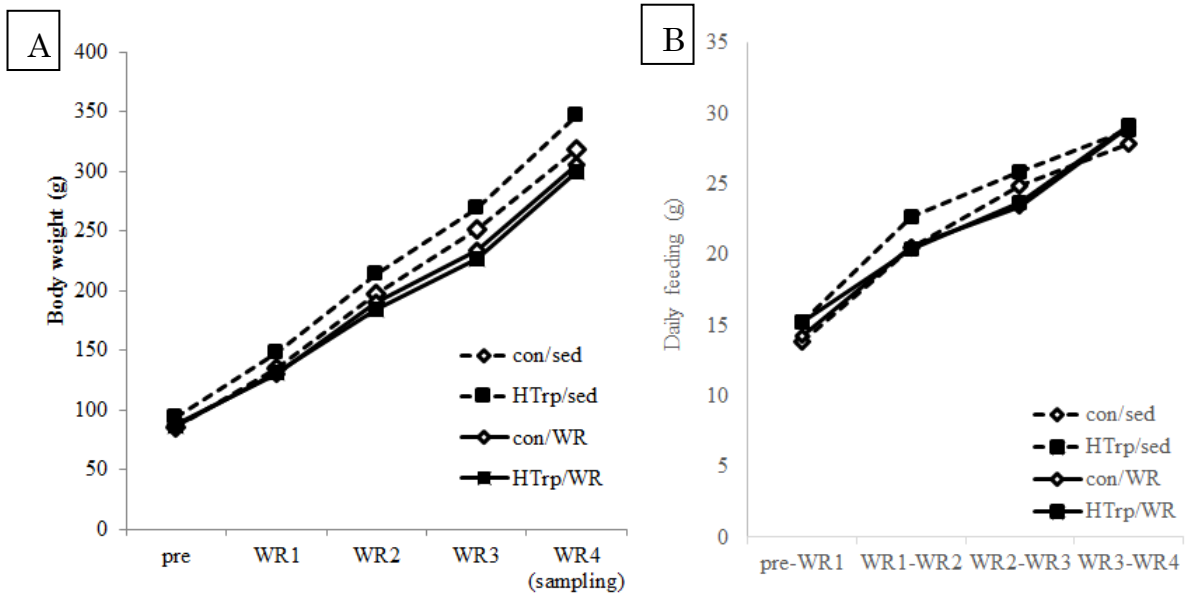 A
Body weight (g)
400
350
300
250
200
150
100
50
0
pre
WR1
WR2
WR3
WR4
(sampling)
con/sed
HTrp/sed
con/WR
HTrp/WR
B
Daily feeding (g)
35
30
25
20
15
10
5
0
pre-WR1
WR1-WR2
WR2-WR3
WR3-WR4
con/sed
HTrp/sed
con/WR
HTrp/WR